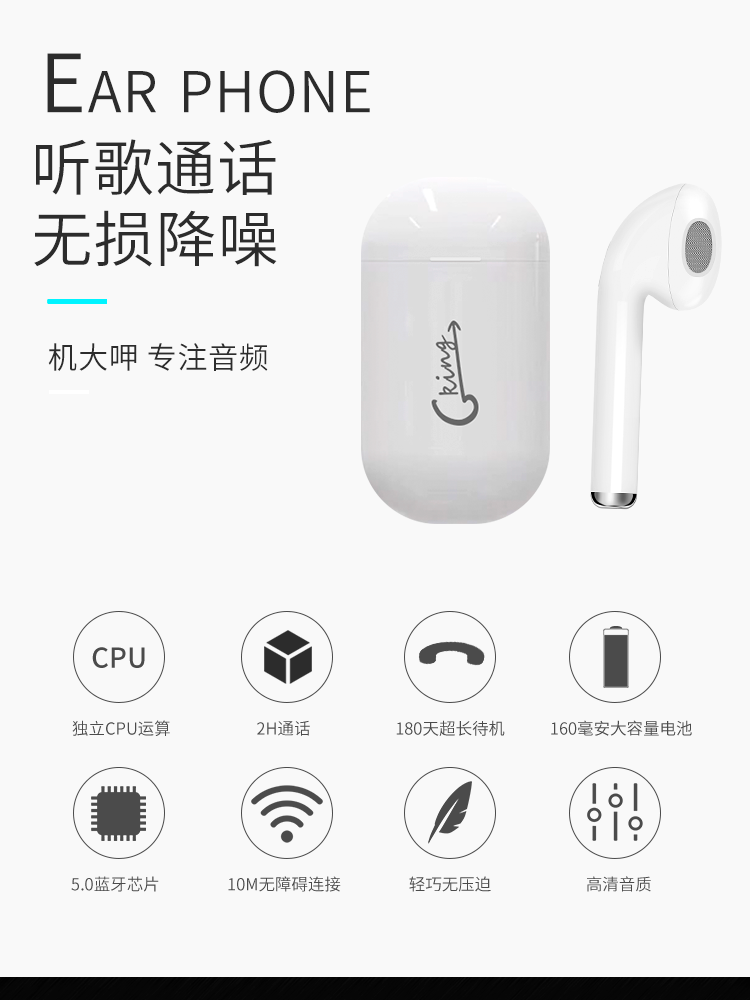 EAR PHONE
听歌通话
无损降噪
机大呷 专注音频
Cking
CPU
独立CPU运算
2H通话
180天超长待机
160毫安大容量电池
5.0蓝牙芯片
10M无障碍连接
轻巧无压迫
高清音质